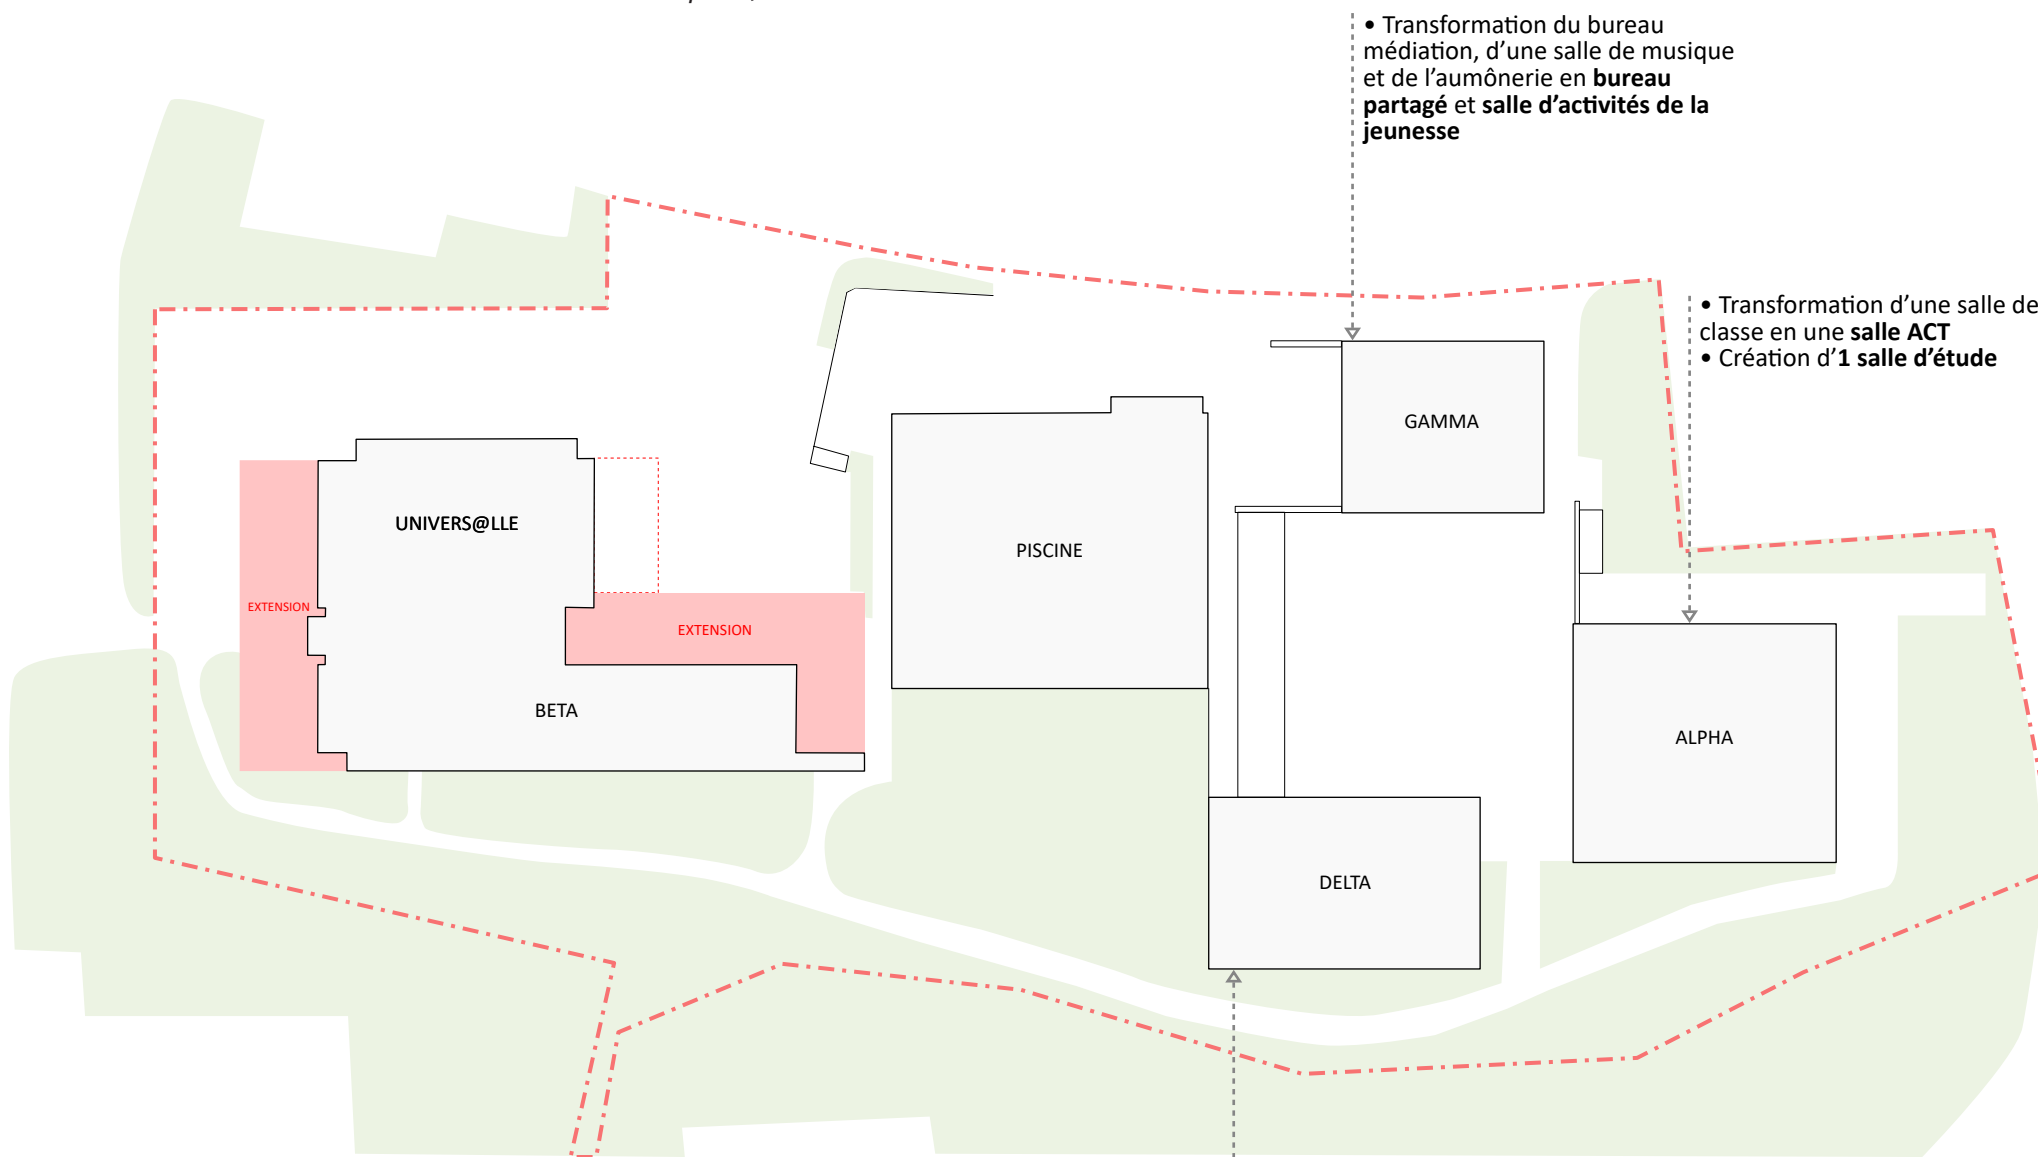 • Transformation du bureau
médiation, d’une salle de musique
et de l’aumônerie en bureau
partagé et salle d’activités de la
jeunesse
• Transformation d’une salle de
classe en une salle ACT
• Création d’1 salle d’étude
GAMMA
UNIVERS@LLE
PISCINE
EXTENSION
EXTENSION
BETA
ALPHA
DELTA